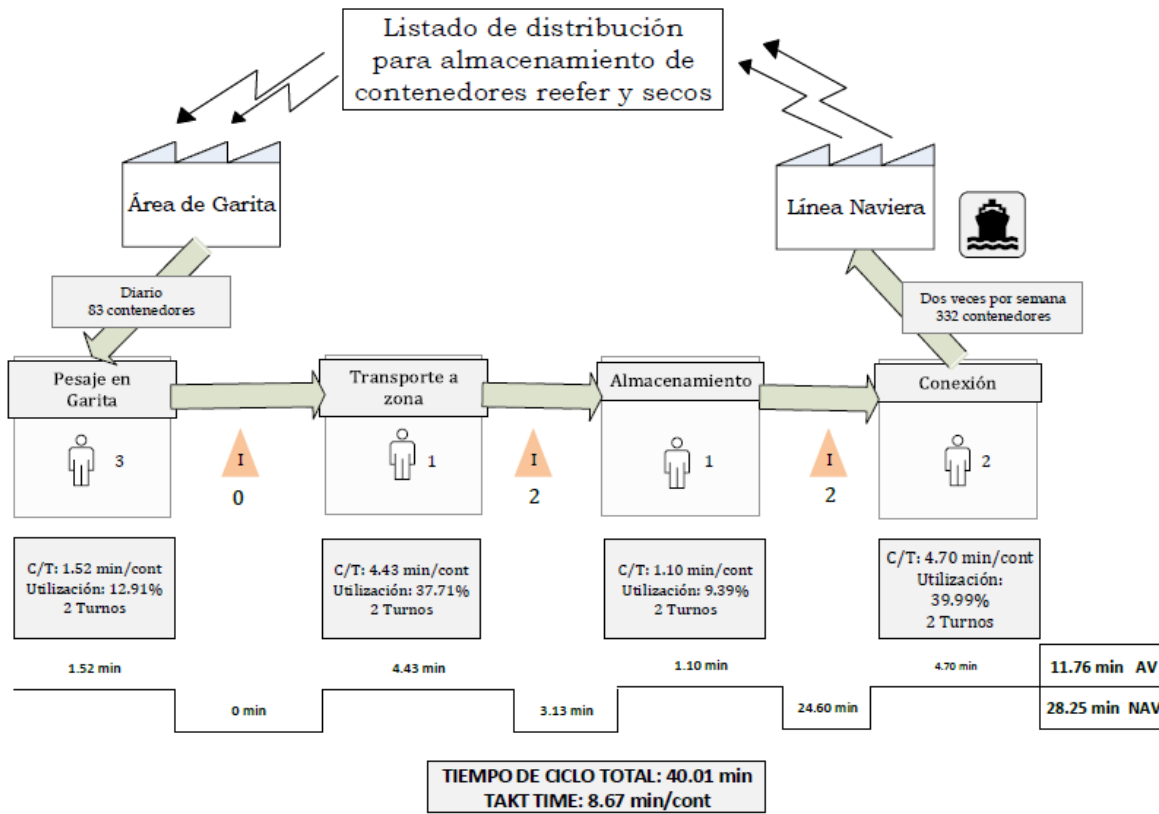 Listado de distribución
para almacenamiento de
contenedores reefer y secos
Área de Garita
Línea Naviera
Diario
83 contenedores
Dos veces por semana
332 contenedores
Pesaje en
Garita
Transporte a
zona
Almacenamiento
Conexión
3
I
0
1
I
2
1
I
2
2
C/T: 1.52 min/cont
Utilización: 12.91%
2 Turnos
C/T: 4.43 min/cont
Utilización: 37.71%
2 Turnos
C/T: 1.10 min/cont
Utilización: 9.39%
2 Turnos
C/T: 4.70 min/cont
Utilización:
39.99%
2 Turnos
1.52 min
4.43 min
1.10 min
4.70 min
11.76 min AV
0 min
3.13 min
24.60 min
28.25 min NAV
TIEMPO DE CICLO TOTAL: 40.01 min
TAKT TIME: 8.67 min/cont